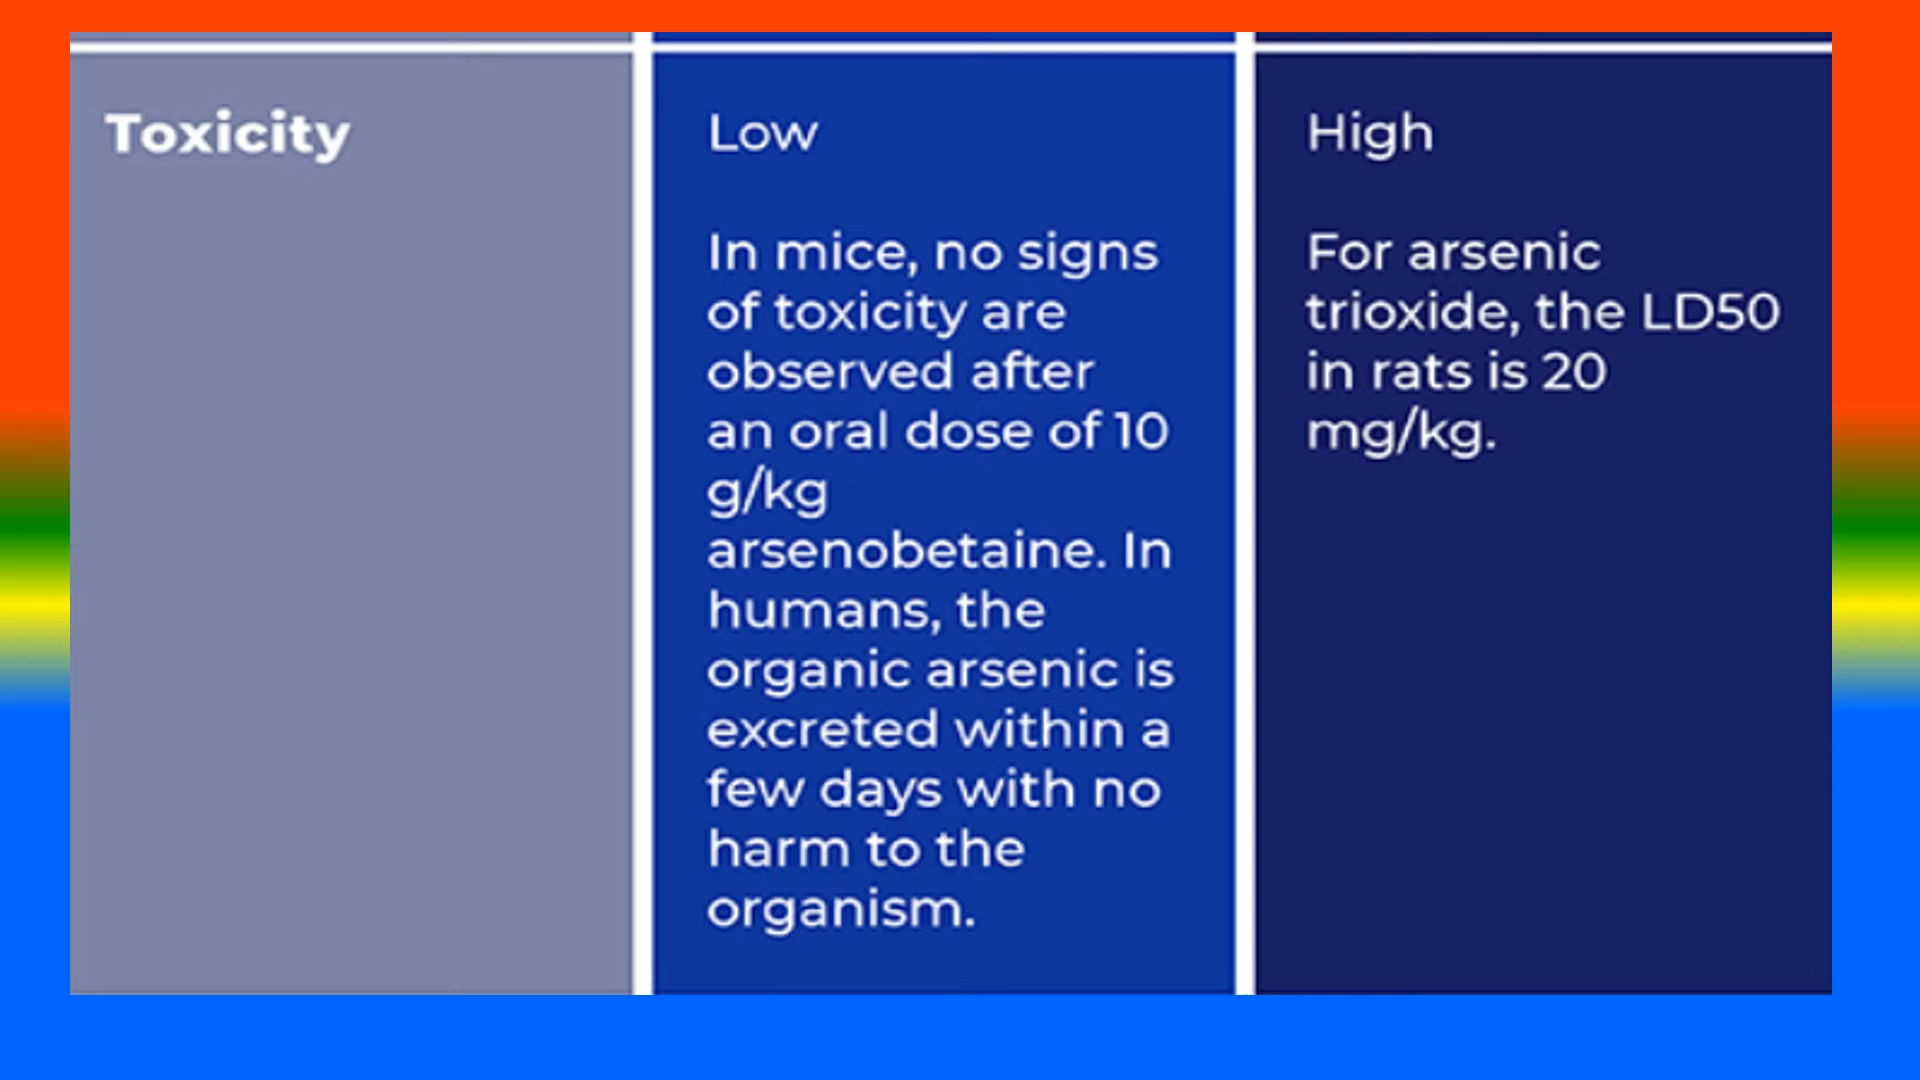 Toxicity
Low
In mice, no signs
of toxicity are
observed after
an oral dose of 10
g/kg
arsenobetaine. In
humans, the
organic arsenic is
excreted within a
few days with no
harm to the
organism.
High
For arsenic
trioxide, the LD50
in rats is 20
mg/kg.